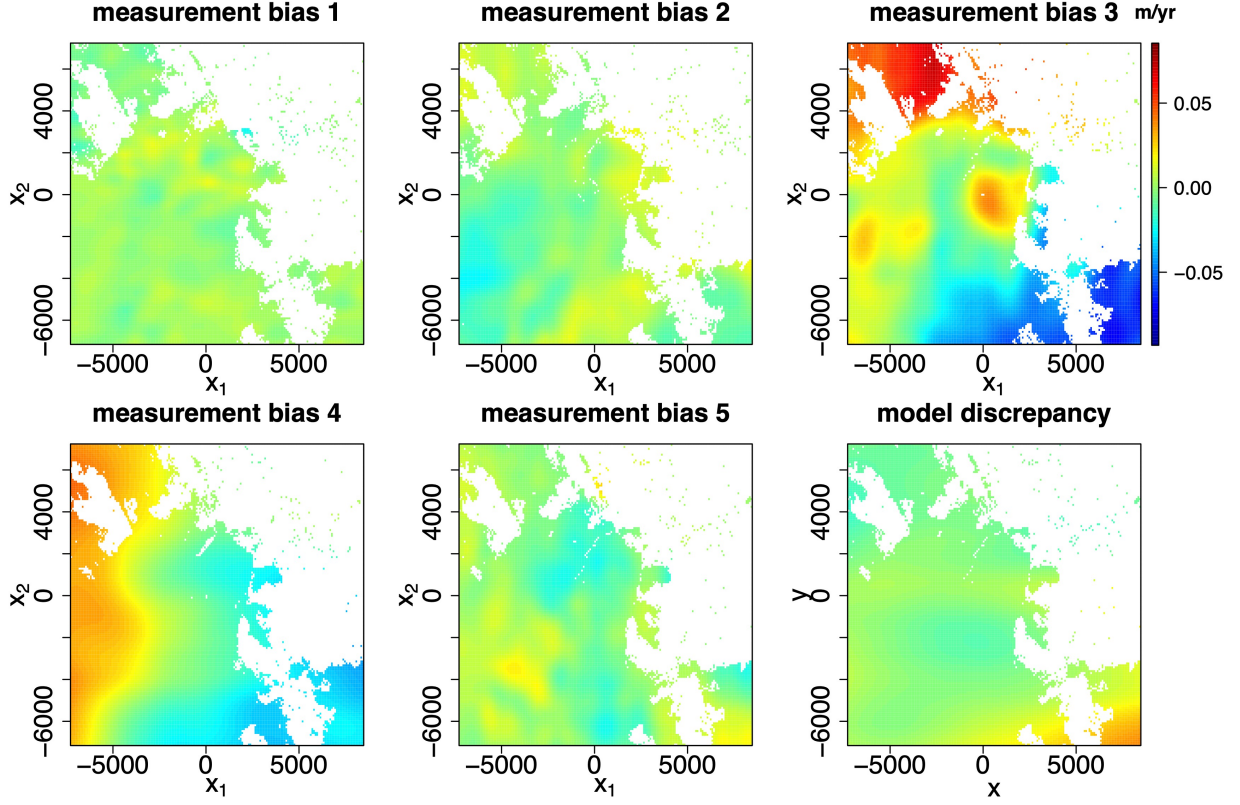 measurement bias 1
measurement bias 2
measurement bias 3 m/yr
x2
4000
0
−6000
−5000 0 5000
x1
x2
4000
0
−6000
−5000 0 5000
x1
x2
4000
0
−6000
−5000 0 5000
x1
0.05
0.00
−0.05
measurement bias 4
measurement bias 5
model discrepancy
x2
4000
0
−6000
−5000 0 5000
x1
x2
4000
0
−6000
−5000 0 5000
x1
y
4000
0
−6000
−5000 0 5000
x